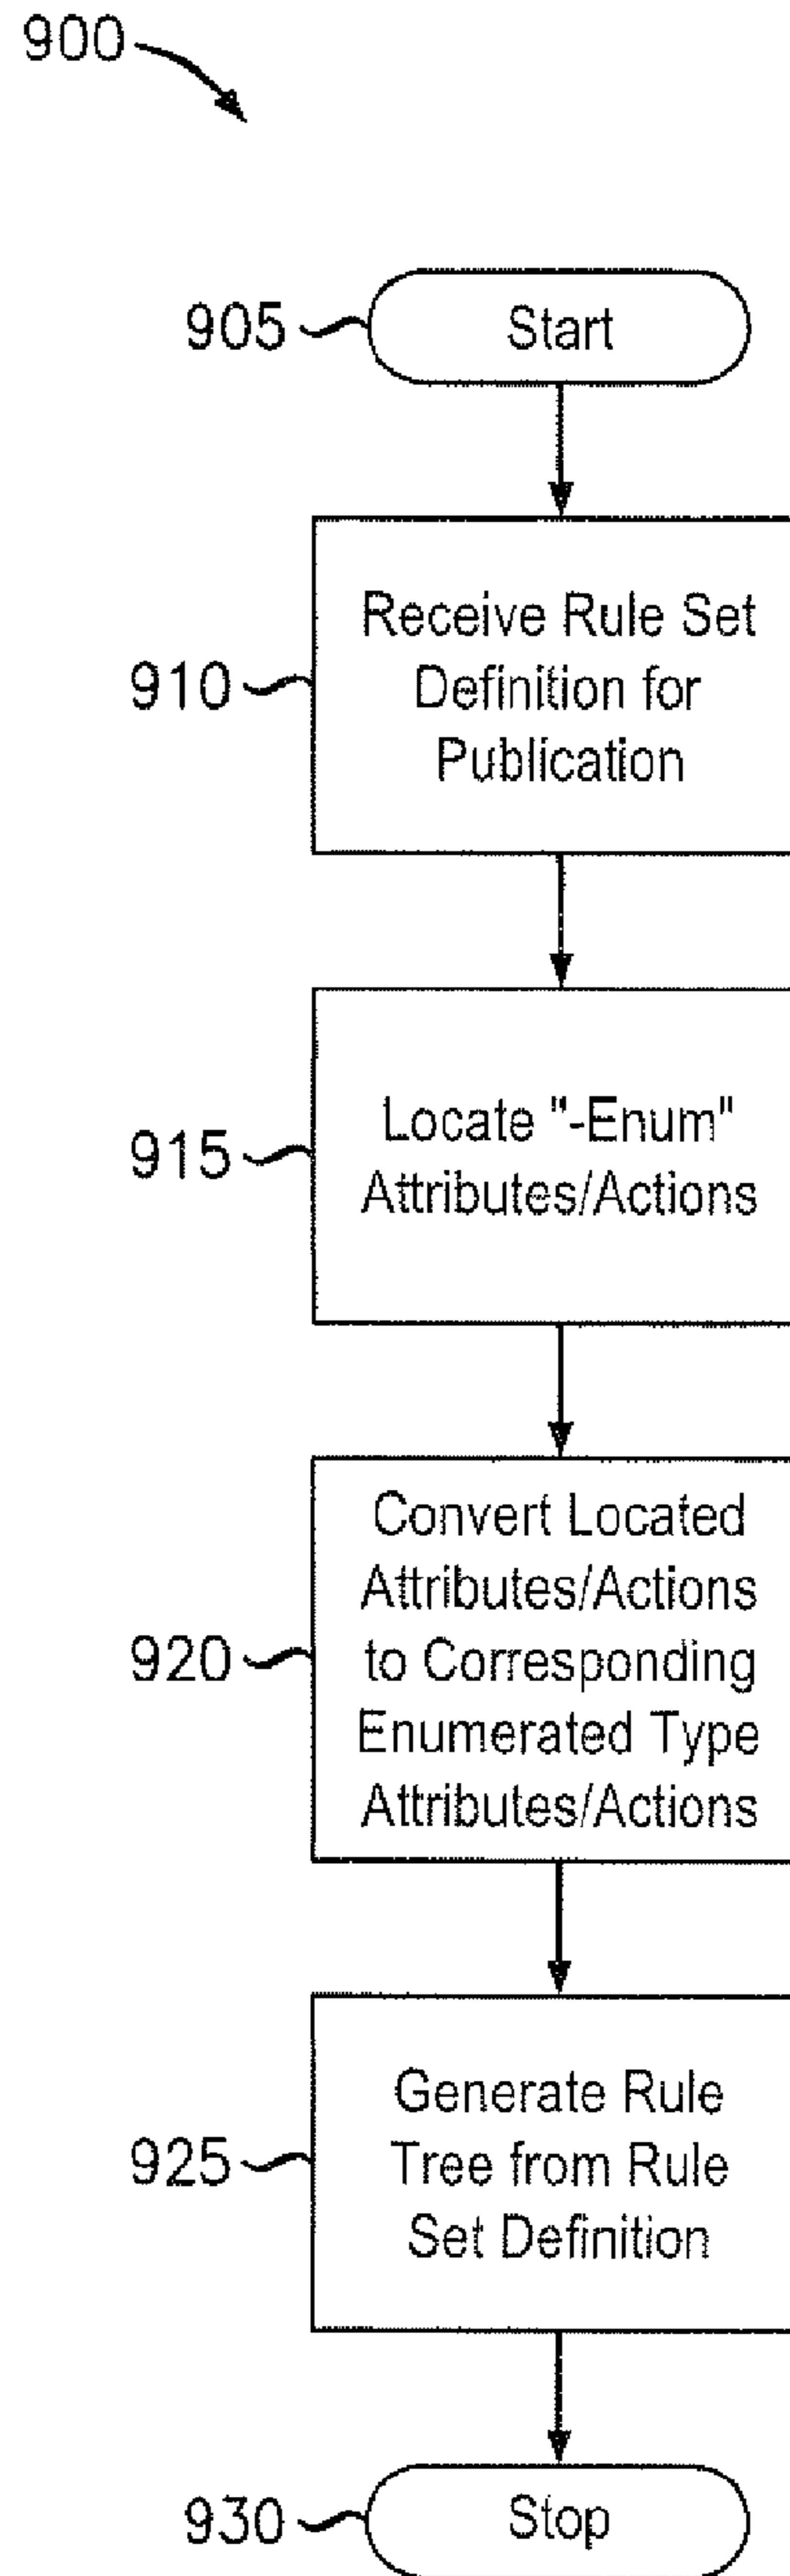 900
905
Start
910
Receive Rule Set
Definition for
Publication
915
Locate "-Enum"
Attributes/Actions
920
Convert Located
Attributes/Actions
to Corresponding
Enumerated Type
Attributes/Actions
925
Generate Rule
Tree from Rule
Set Definition
930
Stop